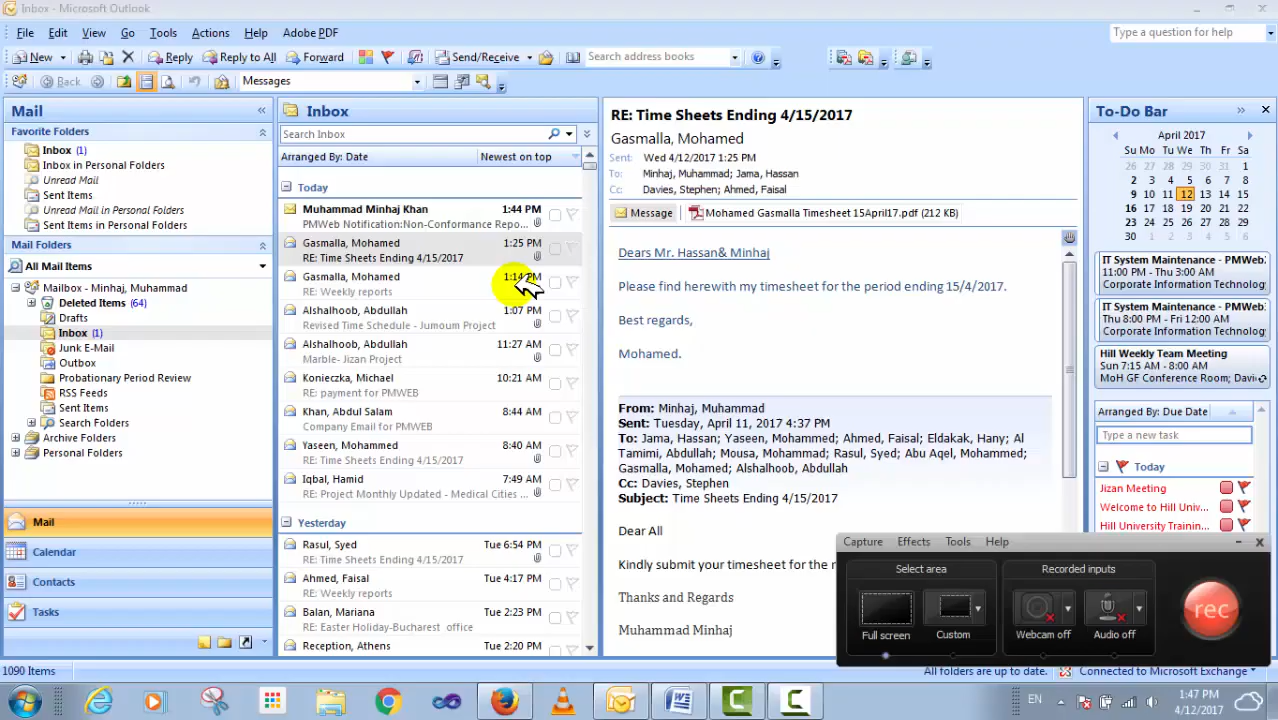 Inbox - Microsoft Outlook
File Edit View Go Tools Actions Help Adobe PDF
Type a question for help
New Reply Reply to All Forward Send/Receive Search address books
Back Messages
Mail
Favorite Folders
Inbox (1)
Inbox in Personal Folders
Unread Mail
Sent Items
Unread Mail in Personal Folders
Sent Items in Personal Folders
Mail Folders
All Mail Items
Mailbox - Minhaj, Muhammad
Deleted Items (64)
Drafts
Inbox (1)
Junk E-Mail
Outbox
Probationary Period Review
RSS Feeds
Sent Items
Search Folders
Archive Folders
Personal Folders
Mail
Calendar
Contacts
Tasks
Inbox
Search Inbox
Arranged By: Date Newest on top
Today
Muhammad Minhaj Khan 1:44 PM
PMWeb Notification:Non-Conformance Repo...
Gasmalla, Mohamed 1:25 PM
RE: Time Sheets Ending 4/15/2017
Gasmalla, Mohamed 1:14 PM
RE: Weekly reports
Alshalhoob, Abdullah 1:07 PM
Revised Time Schedule - Jumoum Project
Alshalhoob, Abdullah 11:27 AM
Marble- Jizan Project
Konieczka, Michael 10:21 AM
RE: payment for PMWEB
Khan, Abdul Salam 8:44 AM
Company Email for PMWEB
Yaseen, Mohammed 8:40 AM
RE: Time Sheets Ending 4/15/2017
Iqbal, Hamid 7:49 AM
RE: Project Monthly Updated - Medical Cities ...
Yesterday
Rasul, Syed Tue 6:54 PM
RE: Time Sheets Ending 4/15/2017
Ahmed, Faisal Tue 4:17 PM
RE: Weekly reports
Balan, Mariana Tue 2:23 PM
RE: Easter Holiday-Bucharest office
Reception, Athens Tue 1:46 PM
RE: Time Sheets Ending 4/15/2017
Gasmalla, Mohamed
Sent: Wed 4/12/2017 1:25 PM
To: Minhaj, Muhammad; Jama, Hassan
Cc: Davies, Stephen; Ahmed, Faisal
Message Mohamed Gasmalla Timesheet 15April17.pdf (212 KB)
Dears Mr. Hassan& Minhaj
Please find herewith my timesheet for the period ending 15/4/2017.
Best regards,
Mohamed.
From: Minhaj, Muhammad
Sent: Tuesday, April 11, 2017 4:37 PM
To: Jama, Hassan; Yaseen, Mohammed; Ahmed, Faisal; Eldakak, Hany; Al
Tamimi, Abdullah; Mousa, Mohammad; Rasul, Syed; Abu Aqel, Mohammed;
Gasmalla, Mohamed; Alshalhoob, Abdullah
Cc: Davies, Stephen
Subject: Time Sheets Ending 4/15/2017
Dear All
Kindly submit your timesheet for the
Thanks and Regards
Muhammad Minhaj
To-Do Bar
April 2017
Su Mo Tu We Th Fr Sa
26 27 28 29 30 31 1
2 3 4 5 6 7 8
9 10 11 12 13 14 15
16 17 18 19 20 21 22
23 24 25 26 27 28 29
30 1 2 3 4 5 6
IT System Maintenance - PMWeb
11:00 PM - Fri 2:00 AM
Corporate Information Technology
IT System Maintenance - PMWeb
Thu 8:00 PM - Fri 12:00 AM
Corporate Information Technolog
Hill Weekly Team Meeting
Sun 7:15 AM - 8:00 AM
MoH GF Conference Room; Davi
Arranged By: Due Date
Type a new task
Today
Jizan Meeting
Welcome to Hill Univ...
Hill University Trainin...
Capture Effects Tools Help
Select area Recorded inputs
Full screen Custom Webcam off Audio off
rec
1090 Items
All folders are up to date. Connected to Microsoft Exchange
EN
1:47 PM
4/12/2017